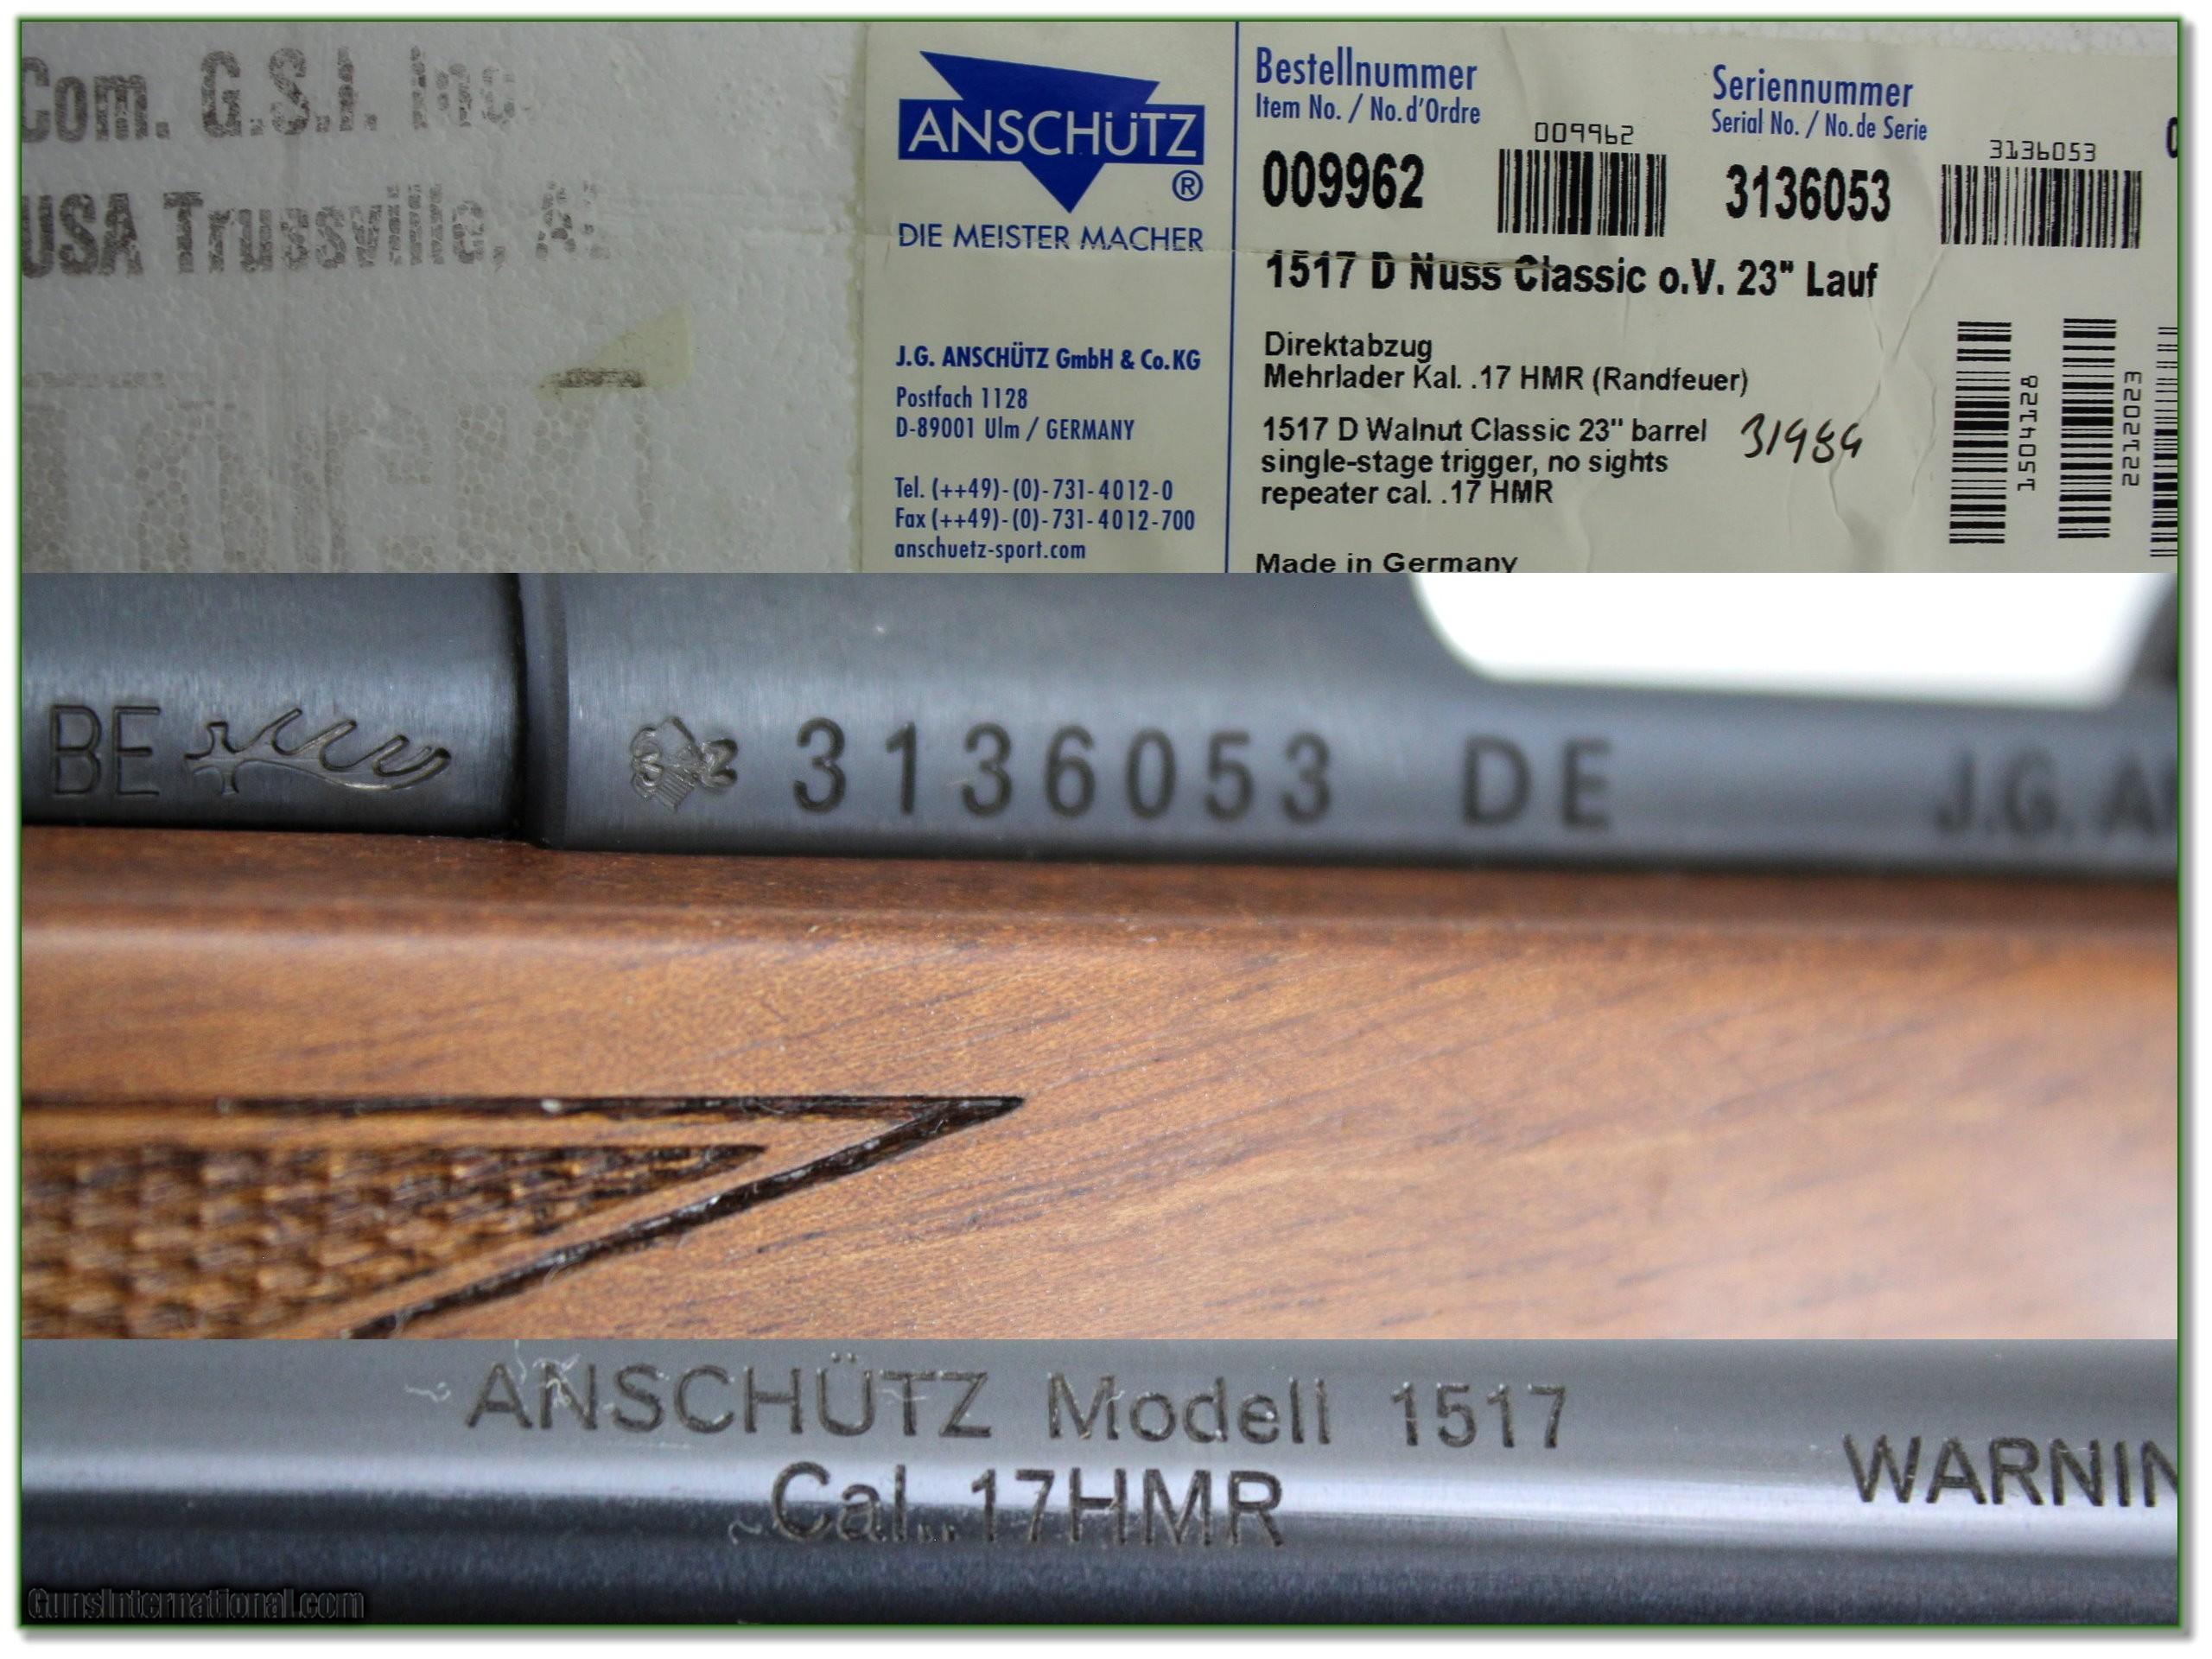 Com. G.S.I. Inc.
USA Trussville, Al
ANSCHÜTZ
®
DIE MEISTER MACHER
J.G. ANSCHÜTZ GmbH & Co.KG
Postfach 1128
D-89001 Ulm / GERMANY
Tel. (++49)-(0)-731-4012-0
Fax (++49)-(0)-731-4012-700
anschuetz-sport.com
Bestellnummer
Item No. / No.d'Ordre
009962
009962
Seriennummer
Serial No. / No.de Serie
3136053
3136053
1517 D Nuss Classic o.V. 23" Lauf
Direktabzug
Mehrlader Kal. .17 HMR (Randfeuer)
1517 D Walnut Classic 23" barrel
single-stage trigger, no sights
repeater cal. .17 HMR
31984
1504128
2212023
Made in Germany
BE
3136053 DE
J.G. A
ANSCHÜTZ Modell 1517
Cal. .17HMR
WARNIN
GunsInternational.com